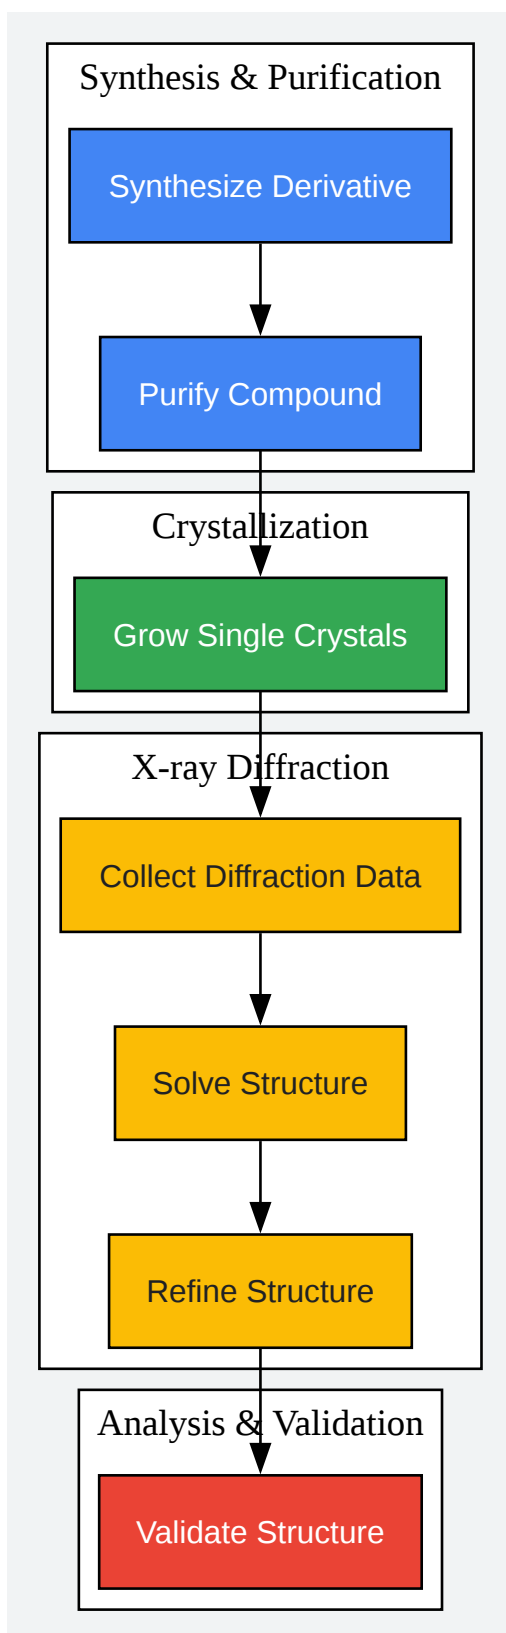 Synthesis & Purification
Synthesize Derivative
Purify Compound
Crystallization
Grow Single Crystals
X-ray Diffraction
Collect Diffraction Data
Solve Structure
Refine Structure
Analysis & Validation
Validate Structure